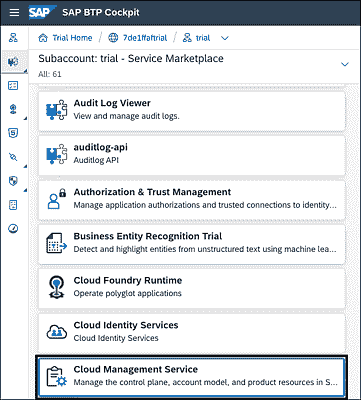 SAP BTP Cockpit
Trial Home / 7de1ffaftrial / trial
Subaccount: trial - Service Marketplace
All: 61
Audit Log Viewer
View and manage audit logs.
auditlog-api
Auditlog API
Authorization & Trust Management
Manage application authorizations and trusted connections to identity...
Business Entity Recognition Trial
Detect and highlight entities from unstructured text using machine lea...
Cloud Foundry Runtime
Operate polyglot applications
Cloud Identity Services
Cloud Identity Services
Cloud Management Service
Manage the control plane, account model, and product resources in S...